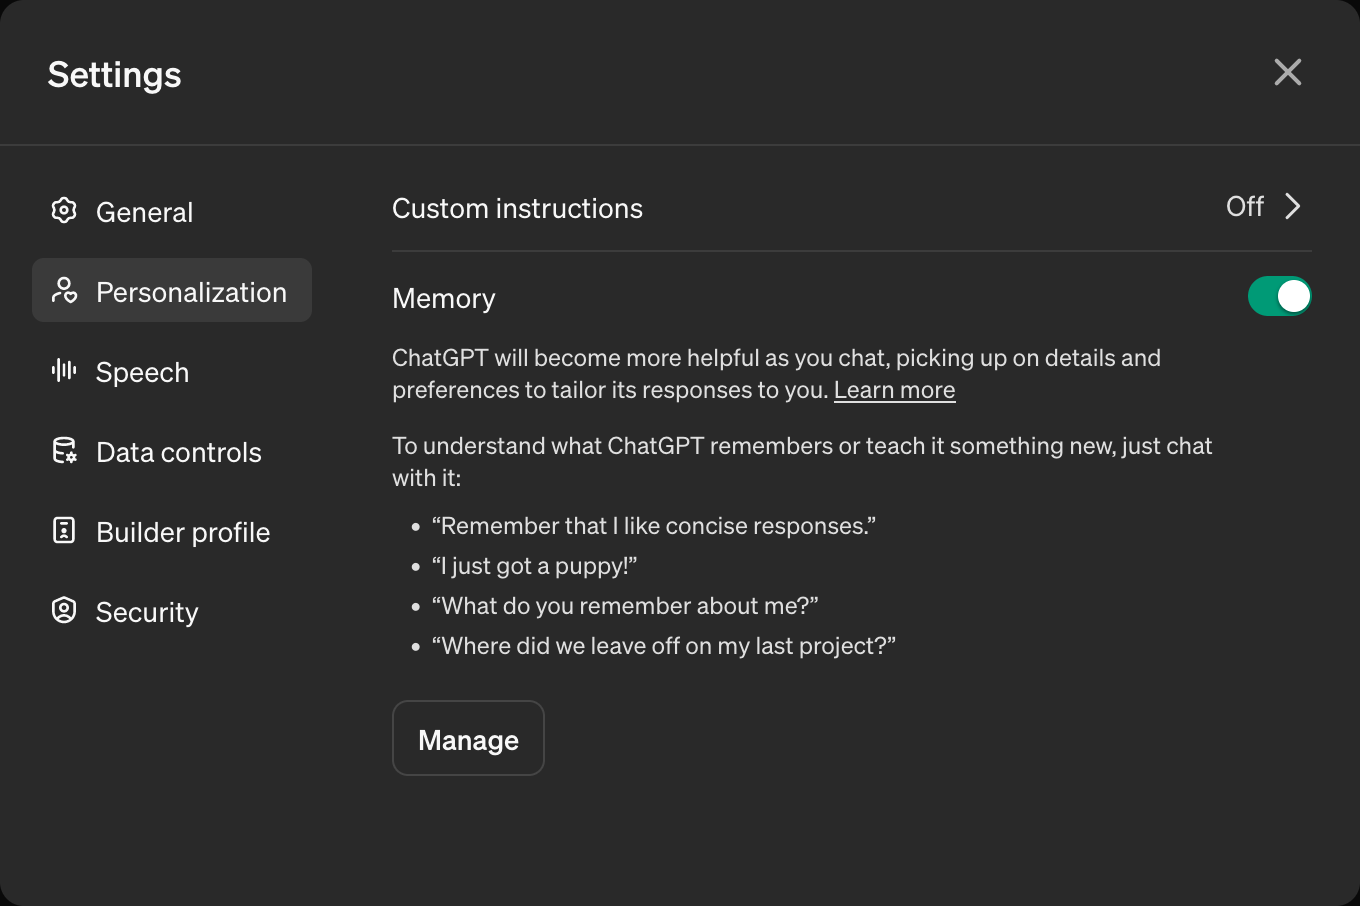 Settings
General
Personalization
Speech
Data controls
Builder profile
Security
Custom instructions
Off
Memory
ChatGPT will become more helpful as you chat, picking up on details and
preferences to tailor its responses to you. Learn more
To understand what ChatGPT remembers or teach it something new, just chat
with it:
• “Remember that I like concise responses.”
• “I just got a puppy!”
• “What do you remember about me?”
• “Where did we leave off on my last project?”
Manage